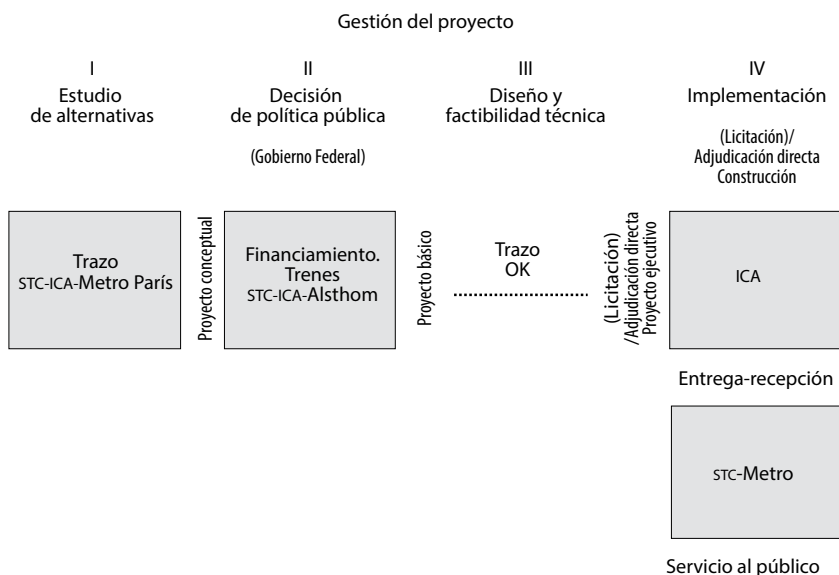 Gestión del proyecto
I
Estudio
de alternativas
II
Decisión
de política pública
(Gobierno Federal)
III
Diseño y
factibilidad técnica
IV
Implementación
(Licitación)/
Adjudicación directa
Construcción
Trazo
STC-ICA-Metro París
Proyecto conceptual
Financiamiento.
Trenes
STC-ICA-Alsthom
Proyecto básico
Trazo
OK
(Licitación)
/Adjudicación directa
Proyecto ejecutivo
ICA
Entrega-recepción
STC-Metro
Servicio al público